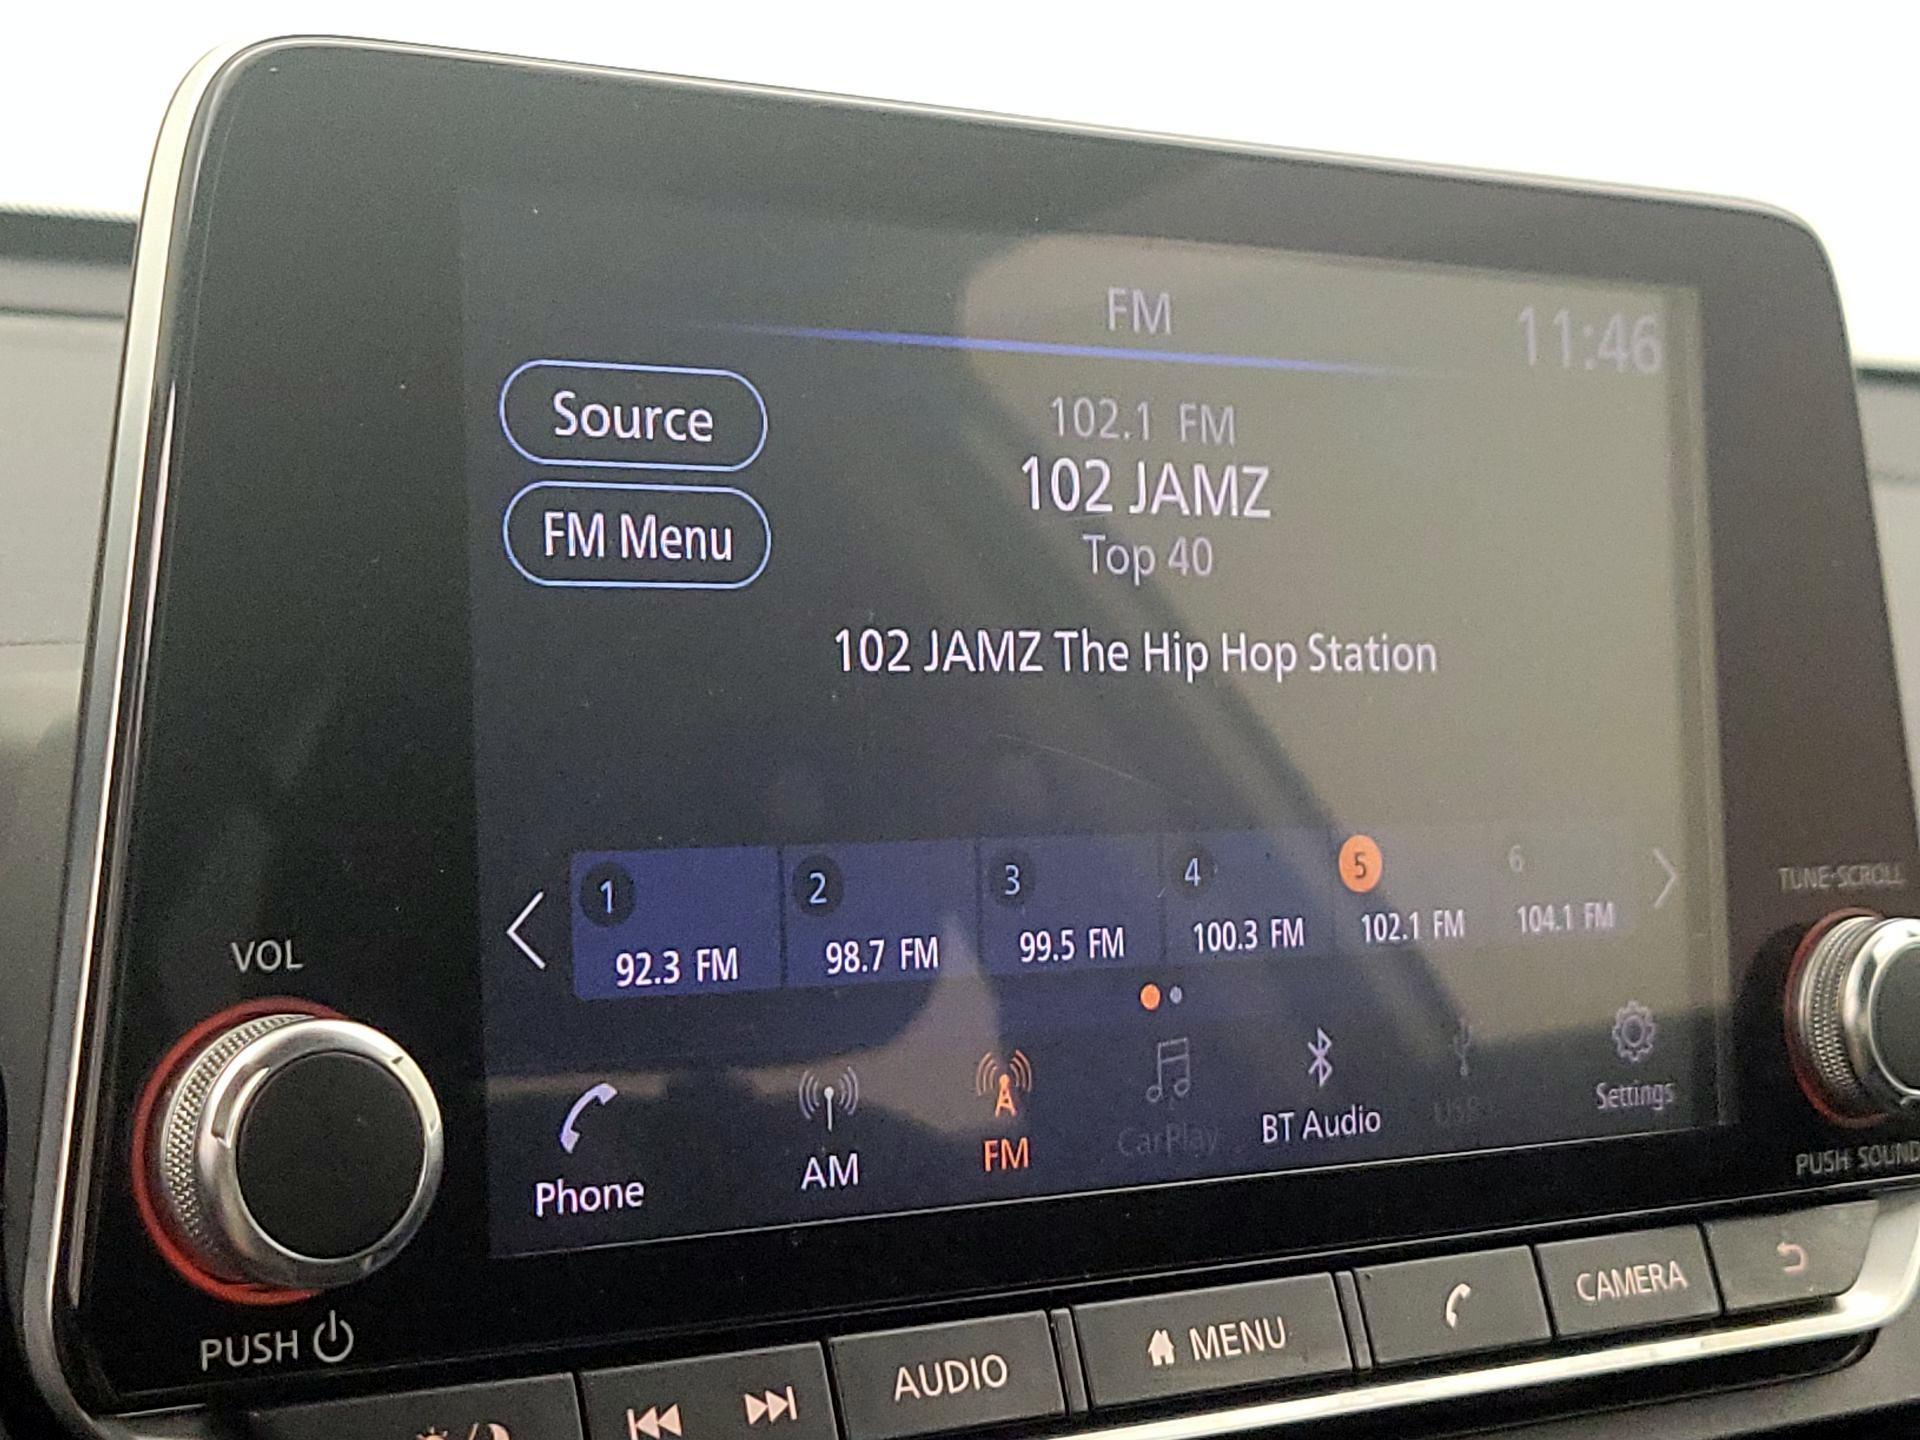 FM
11:46
Source
102.1 FM
102 JAMZ
FM Menu
Top 40
102 JAMZ The Hip Hop Station
1
2
3
4
5
6
92.3 FM
98.7 FM
99.5 FM
100.3 FM
102.1 FM
104.1 FM
Phone
AM
FM
CarPlay
BT Audio
USB
Settings
VOL
PUSH
TUNE·SCROLL
PUSH SOUND
AUDIO
MENU
CAMERA